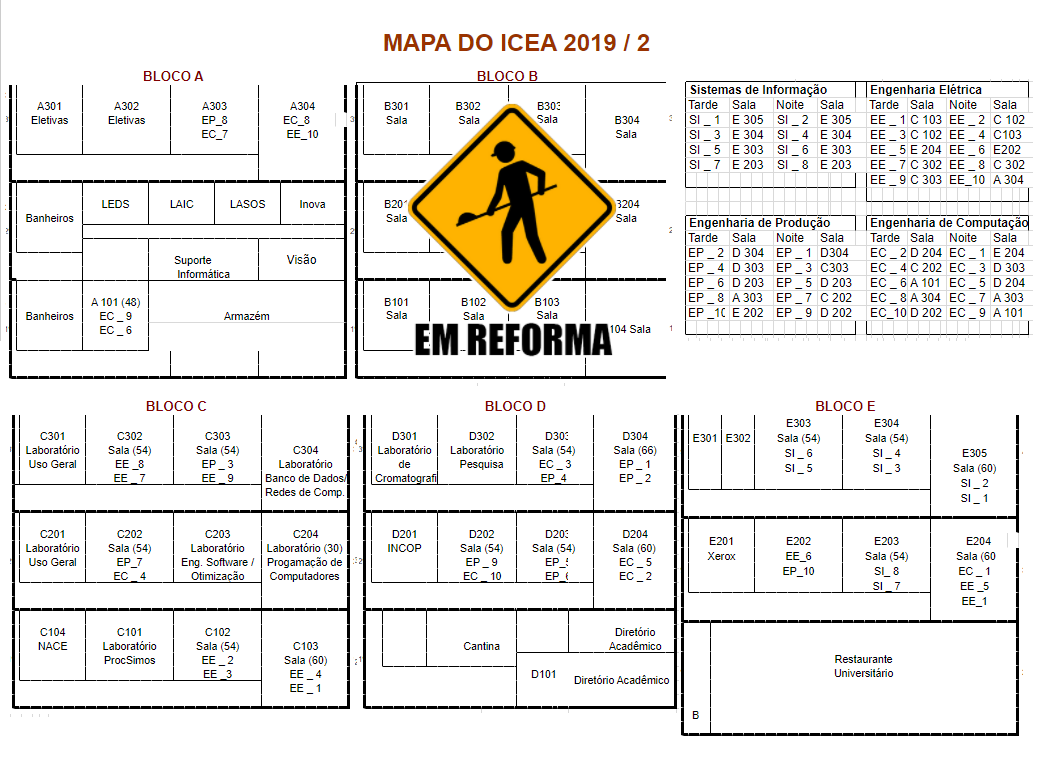 MAPA DO ICEA 2019 / 2
BLOCO A
A301
Eletivas
A302
Eletivas
A303
EP_8
EC_7
A304
EC_8
EE_10
Banheiros
LEDS
LAIC
LASOS
Inova
Suporte
Informática
Visão
Banheiros
A 101 (48)
EC _ 9
EC _ 6
Armazém
BLOCO B
B301
Sala
B302
Sala
B303
Sala
B304
Sala
B201
Sala
B204
Sala
B101
Sala
B102
Sala
B103
Sala
104 Sala
EM REFORMA
Sistemas de Informação
Tarde Sala Noite Sala
SI _ 1 E 305 SI _ 2 E 305
SI _ 3 E 304 SI _ 4 E 304
SI _ 5 E 303 SI _ 6 E 303
SI _ 7 E 203 SI _ 8 E 203
Engenharia Elétrica
Tarde Sala Noite Sala
EE _ 1 C 103 EE _ 2 C 102
EE _ 3 C 102 EE _ 4 C103
EE _ 5 E 204 EE _ 6 E202
EE _ 7 C 302 EE _ 8 C 302
EE _ 9 C 303 EE_10 A 304
Engenharia de Produção
Tarde Sala Noite Sala
EP _ 2 D 304 EP _ 1 D304
EP _ 4 D 303 EP _ 3 C303
EP _ 6 D 203 EP _ 5 D 203
EP _ 8 A 303 EP _ 7 C 202
EP _10 E 202 EP _ 9 D 202
Engenharia de Computação
Tarde Sala Noite Sala
EC _ 2 D 204 EC _ 1 E 204
EC _ 4 C 202 EC _ 3 D 303
EC _ 6 A 101 EC _ 5 D 204
EC _ 8 A 304 EC _ 7 A 303
EC_10 D 202 EC _ 9 A 101
BLOCO C
C301
Laboratório
Uso Geral
C302
Sala (54)
EE _8
EE _ 7
C303
Sala (54)
EP _ 3
EE _ 9
C304
Laboratório
Banco de Dados/
Redes de Comp.
C201
Laboratório
Uso Geral
C202
Sala (54)
EP_7
EC _ 4
C203
Laboratório
Eng. Software /
Otimização
C204
Laboratório (30)
Progamação de
Computadores
C104
NACE
C101
Laboratório
ProcSimos
C102
Sala (54)
EE _ 2
EE _3
C103
Sala (60)
EE _ 4
EE _ 1
BLOCO D
D301
Laboratório
de
Cromatografi
D302
Laboratório
Pesquisa
D303
Sala (54)
EC _ 3
EP_4
D304
Sala (66)
EP _ 1
EP _ 2
D201
INCOP
D202
Sala (54)
EP _ 9
EC _ 10
D203
Sala (54)
EP_5
EP_6
D204
Sala (60)
EC _ 5
EC _ 2
Cantina
Diretório
Acadêmico
D101
Diretório Acadêmico
BLOCO E
E301
E302
E303
Sala (54)
SI _ 6
SI _ 5
E304
Sala (54)
SI _ 4
SI _ 3
E305
Sala (60)
SI _ 2
SI _ 1
E201
Xerox
E202
EE_6
EP_10
E203
Sala (54)
SI_ 8
SI _ 7
E204
Sala (60
EC _ 1
EE _5
EE_1
Restaurante
Universitário
B